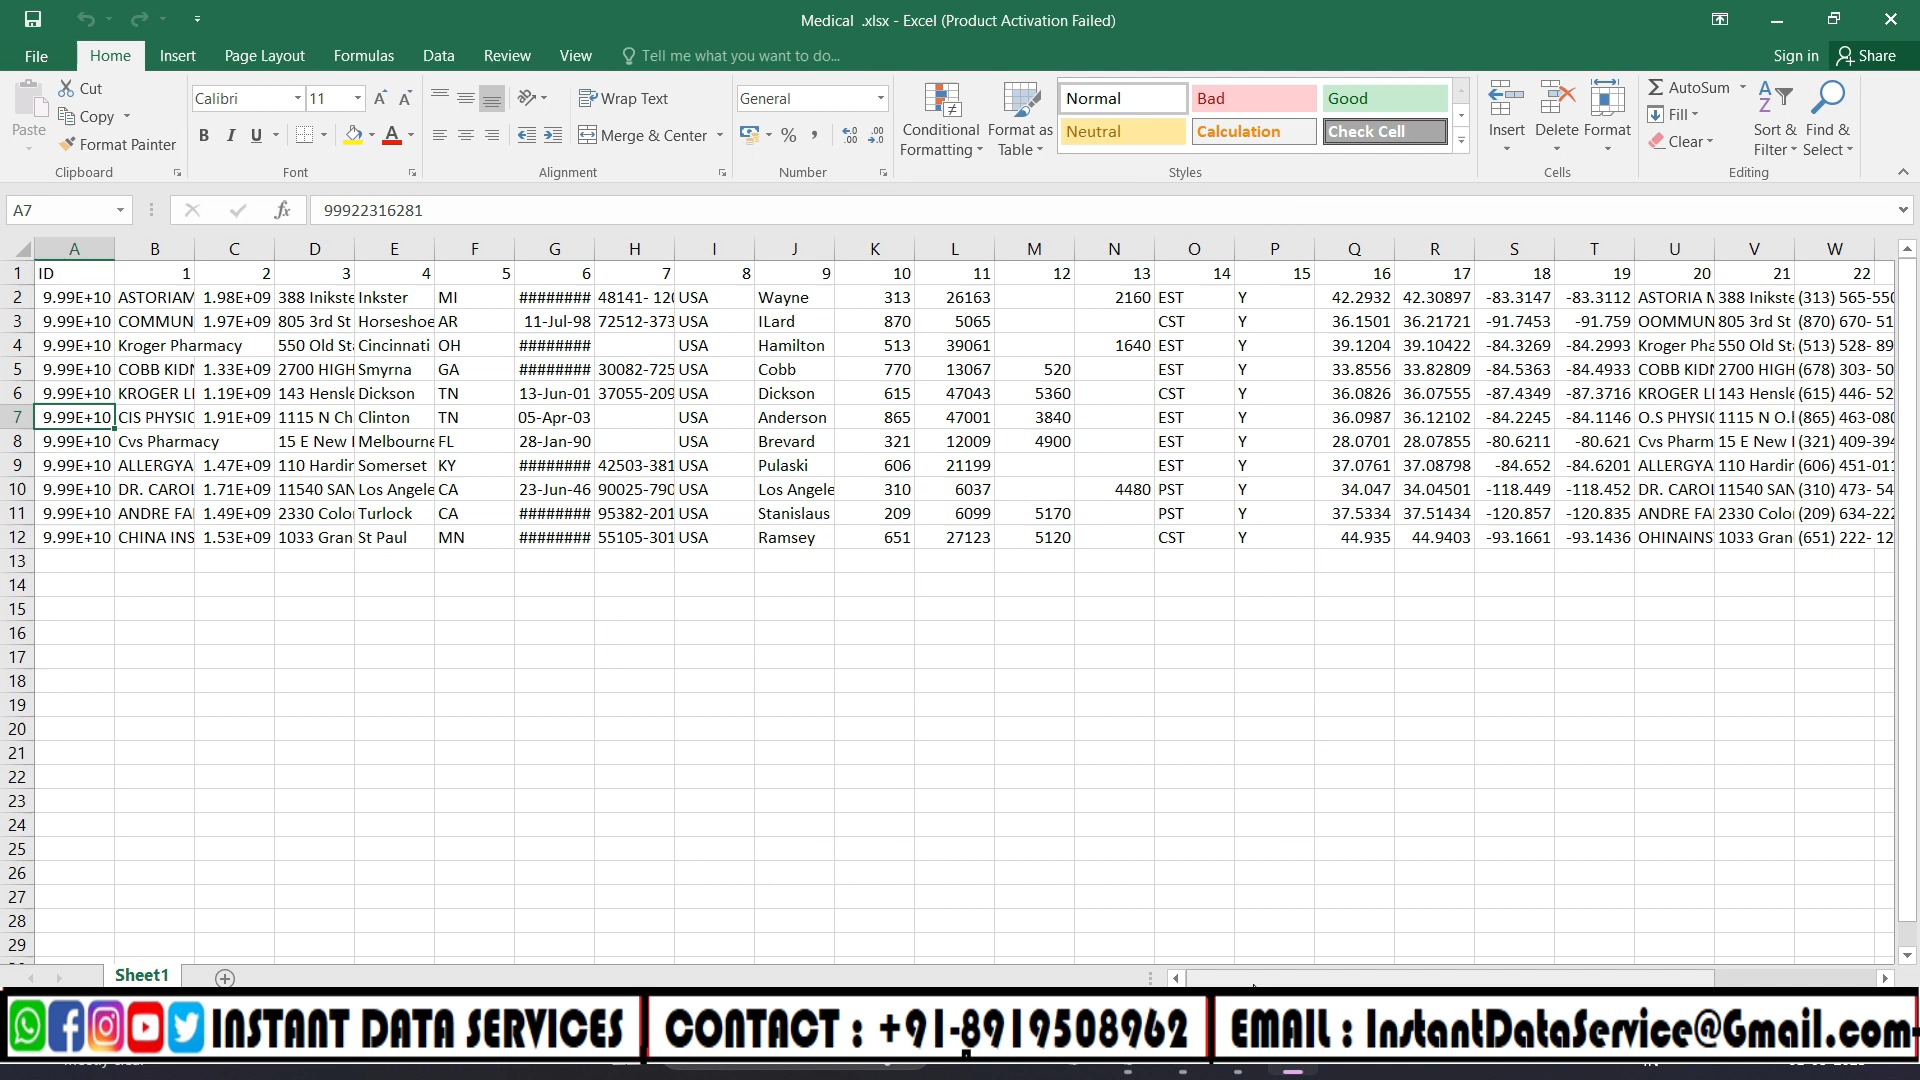 Medical .xlsx - Excel (Product Activation Failed)
File Home Insert Page Layout Formulas Data Review View Tell me what you want to do... Sign in Share
Paste Cut Copy Format Painter Clipboard
Calibri 11 B I U Font
Wrap Text Merge & Center Alignment
General % Number
Conditional Formatting Format as Table
Normal Bad Good
Neutral Calculation Check Cell
Styles
Insert Delete Format Cells
AutoSum Fill Clear Sort & Filter Find & Select Editing
A7 fx 99922316281
A B C D E F G H I J K L M N O P Q R S T U V W
1 ID 1 2 3 4 5 6 7 8 9 10 11 12 13 14 15 16 17 18 19 20 21 22
2 9.99E+10 ASTORIAM 1.98E+09 388 Inikste Inkster MI ######## 48141- 120 USA Wayne 313 26163 2160 EST Y 42.2932 42.30897 -83.3147 -83.3112 ASTORIA M 388 Inikste (313) 565-550
3 9.99E+10 COMMUN 1.97E+09 805 3rd St Horseshoe AR 11-Jul-98 72512-373 USA ILard 870 5065 CST Y 36.1501 36.21721 -91.7453 -91.759 OOMMUN 805 3rd St (870) 670- 51
4 9.99E+10 Kroger Pharmacy 550 Old Sta Cincinnati OH ######## USA Hamilton 513 39061 1640 EST Y 39.1204 39.10422 -84.3269 -84.2993 Kroger Pha 550 Old Sta (513) 528- 89
5 9.99E+10 COBB KIDN 1.33E+09 2700 HIGH Smyrna GA ######## 30082-725 USA Cobb 770 13067 520 EST Y 33.8556 33.82809 -84.5363 -84.4933 COBB KIDN 2700 HIGH (678) 303- 50
6 9.99E+10 KROGER LI 1.19E+09 143 Hensle Dickson TN 13-Jun-01 37055-209 USA Dickson 615 47043 5360 CST Y 36.0826 36.07755 -87.4349 -87.3716 KROGER LI 143 Hensle (615) 446- 52
7 9.99E+10 CIS PHYSIC 1.91E+09 1115 N Ch Clinton TN 05-Apr-03 USA Anderson 865 47001 3840 EST Y 36.0987 36.12102 -84.2245 -84.1146 O.S PHYSIC 1115 N O.I (865) 463-080
8 9.99E+10 Cvs Pharmacy 15 E New I Melbourne FL 28-Jan-90 USA Brevard 321 12009 4900 EST Y 28.0701 28.07855 -80.6211 -80.621 Cvs Pharm 15 E New I (321) 409-394
9 9.99E+10 ALLERGYA 1.47E+09 110 Hardin Somerset KY ######## 42503-381 USA Pulaski 606 21199 EST Y 37.0761 37.08798 -84.652 -84.6201 ALLERGYA 110 Hardin (606) 451-011
10 9.99E+10 DR. CAROL 1.71E+09 11540 SAN Los Angele CA 23-Jun-46 90025-790 USA Los Angele 310 6037 4480 PST Y 34.047 34.04501 -118.449 -118.452 DR. CAROL 11540 SAN (310) 473- 54
11 9.99E+10 ANDRE FA 1.49E+09 2330 Colo Turlock CA ######## 95382-201 USA Stanislaus 209 6099 5170 PST Y 37.5334 37.51434 -120.857 -120.835 ANDRE FA 2330 Colo (209) 634-222
12 9.99E+10 CHINA INS 1.53E+09 1033 Gran St Paul MN ######## 55105-301 USA Ramsey 651 27123 5120 CST Y 44.935 44.9403 -93.1661 -93.1436 OHINAINS 1033 Gran (651) 222- 12
13
14
15
16
17
18
19
20
21
22
23
24
25
26
27
28
29
Sheet1
INSTANT DATA SERVICES CONTACT : +91-8919508962 EMAIL : InstantDataService@Gmail.com